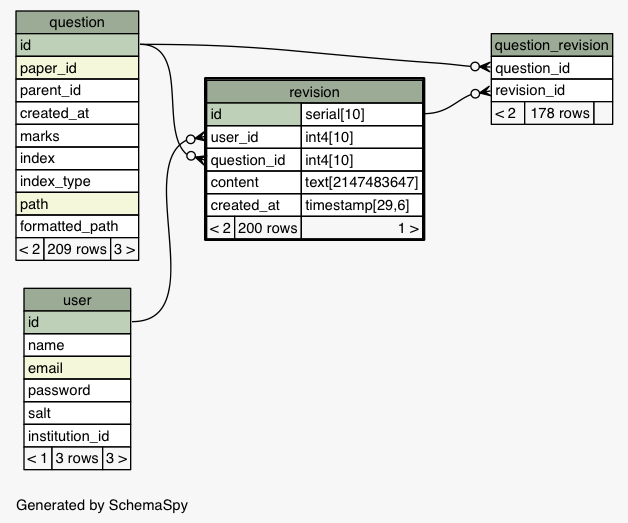 question
id
paper_id
parent_id
created_at
marks
index
index_type
path
formatted_path
< 2 209 rows 3 >
revision
id serial[10]
user_id int4[10]
question_id int4[10]
content text[2147483647]
created_at timestamp[29,6]
< 2 200 rows 1 >
question_revision
question_id
revision_id
< 2 178 rows
user
id
name
email
password
salt
institution_id
< 1 3 rows 3 >
Generated by SchemaSpy